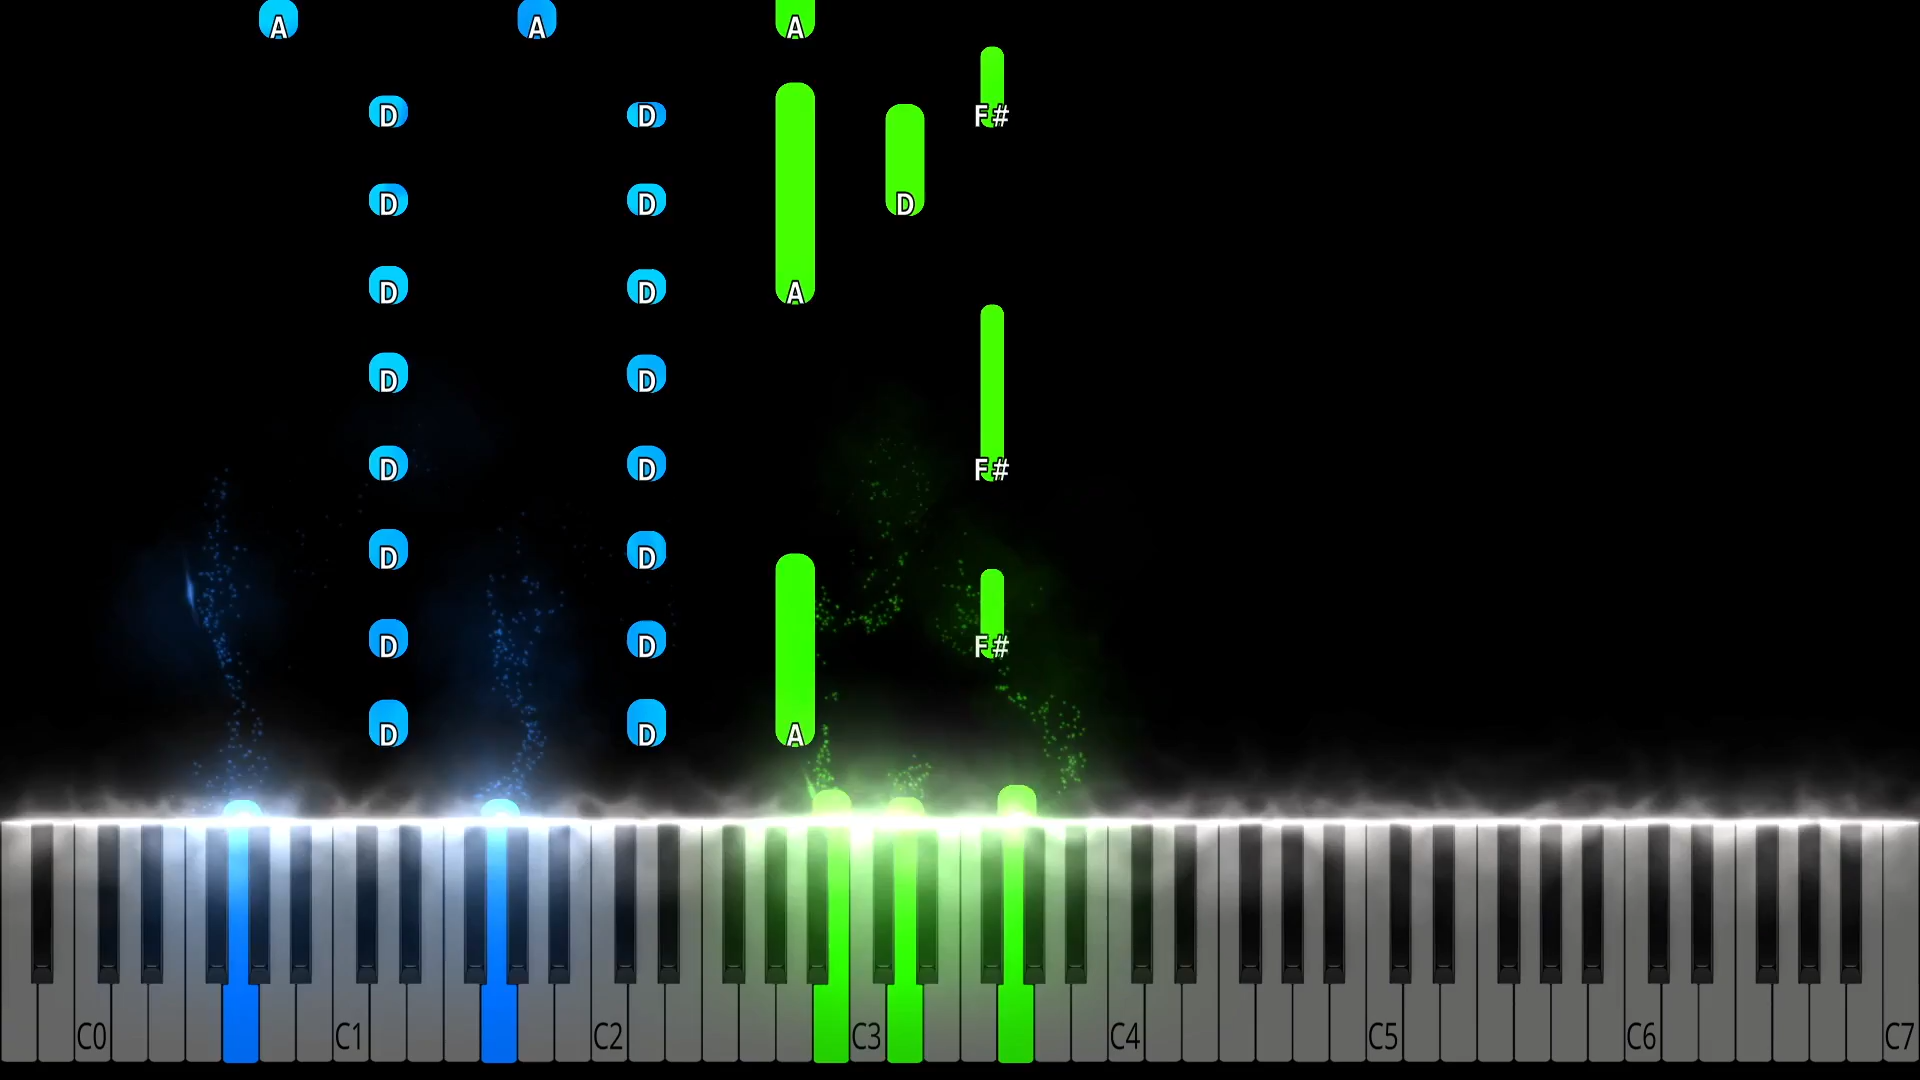 A A A
F#
D D
D D D
D D A
D D
D D F#
D D
D D F#
D D A
C0 C1 C2 C3 C4 C5 C6 C7